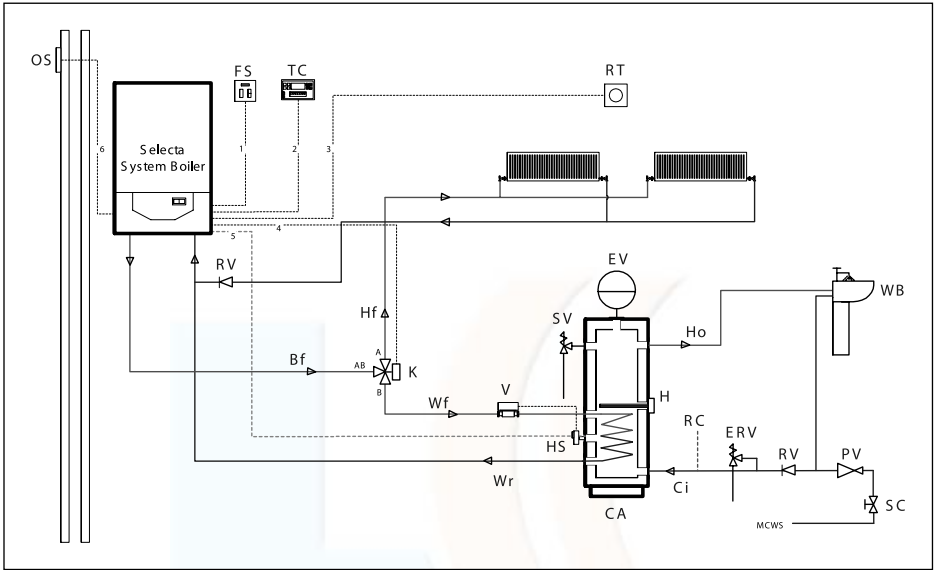 OS
FS
TC
RT
Selecta
System Boiler
6
1
2
3
4
5
RV
EV
WB
Hf
SV
Ho
A
Bf
AB
K
B
V
H
Wf
RC
ERV
HS
RV
PV
Wr
Ci
SC
CA
MCWS